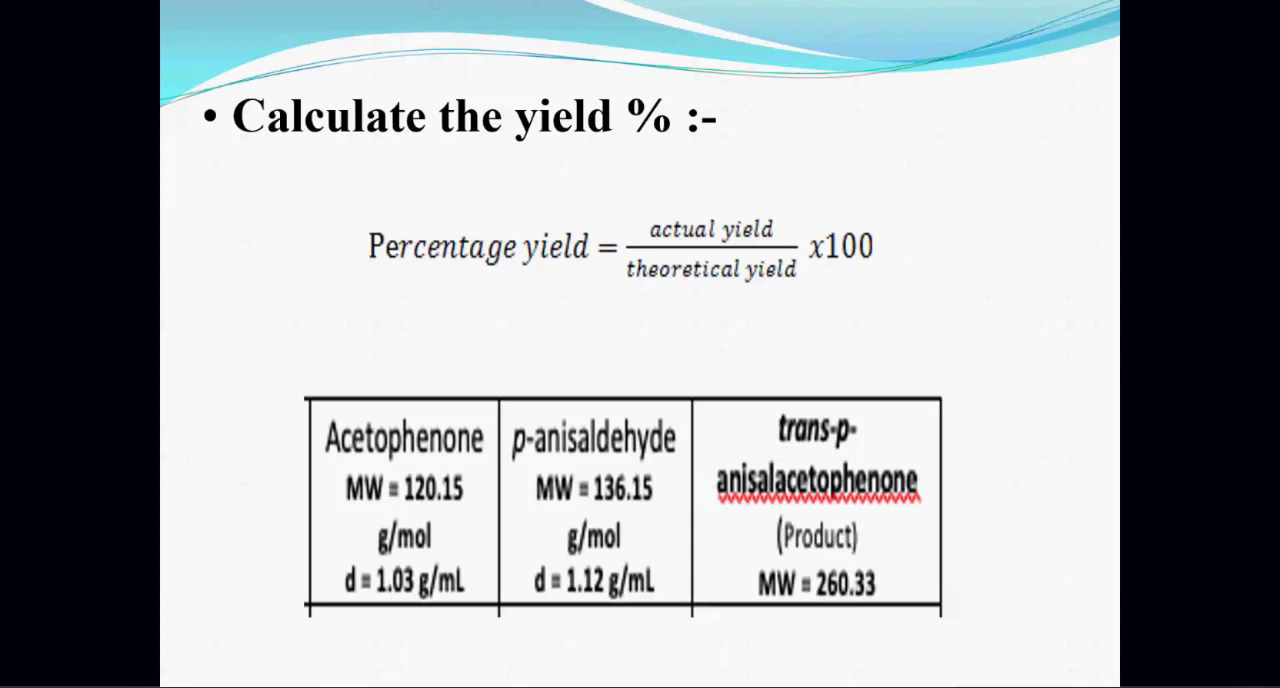 • Calculate the yield % :-
Percentage yield = actual yield / theoretical yield x100
Acetophenone
MW = 120.15
g/mol
d = 1.03 g/mL
p-anisaldehyde
MW = 136.15
g/mol
d = 1.12 g/mL
trans-p-
anisalacetophenone
(Product)
MW = 260.33